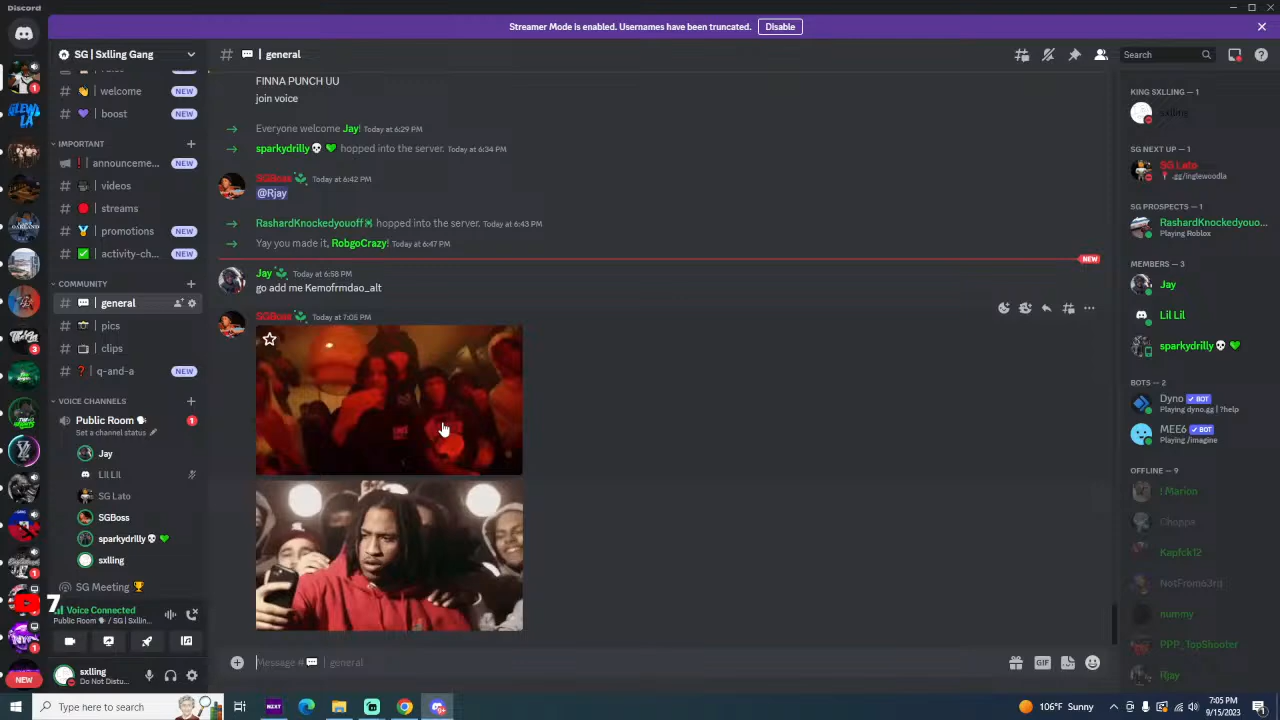 Discord
Streamer Mode is enabled. Usernames have been truncated.
Disable
SG | Sxlling Gang
rules
NEW
welcome
NEW
boost
NEW
IMPORTANT
announceme...
NEW
videos
streams
promotions
NEW
activity-ch...
NEW
COMMUNITY
general
pics
clips
q-and-a
NEW
VOICE CHANNELS
Public Room
1
Set a channel status
Jay
Lil Lil
SG Lato
SGBoss
sparkydrilly
sxlling
SG Meeting
7
Voice Connected
Public Room / SG | Sxllin...
sxlling
Do Not Distu...
NEW
# | general
Search
FINNA PUNCH UU
join voice
Everyone welcome Jay! Today at 6:29 PM
sparkydrilly hopped into the server. Today at 6:34 PM
SGBoss Today at 6:42 PM
@Rjay
RashardKnockedyouoff hopped into the server. Today at 6:43 PM
Yay you made it, RobgoCrazy! Today at 6:47 PM
NEW
Jay Today at 6:58 PM
go add me Kemofrmdao_alt
SGBoss Today at 7:05 PM
Message # | general
GIF
KING SXLLING — 1
sxlling
SG NEXT UP — 1
SG Lato
.gg/inglewoodla
SG PROSPECTS — 1
RashardKnockedyouo...
Playing Roblox
MEMBERS — 3
Jay
Lil Lil
sparkydrilly
BOTS — 2
Dyno BOT
Playing dyno.gg | ?help
MEE6 BOT
Playing /imagine
OFFLINE — 9
! Marion
Choppa
Kapfck12
NotFrom63rd
nummy
PPP_TopShooter
Rjay
Type here to search
106°F Sunny
7:05 PM
9/15/2023